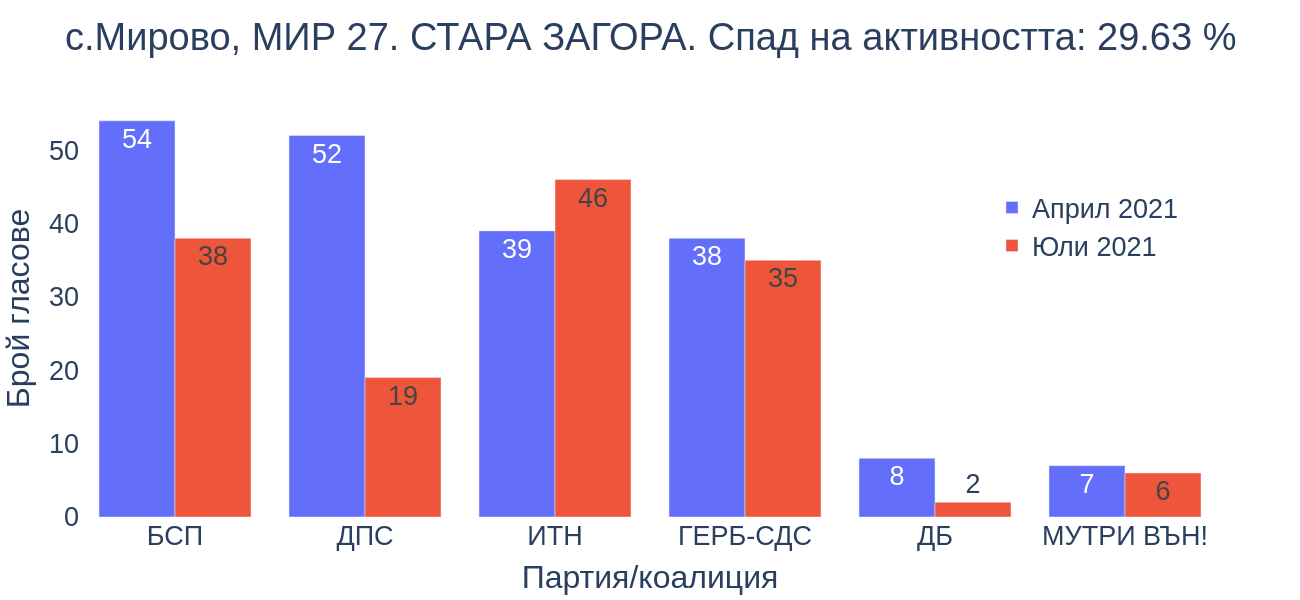 с.Мирово, МИР 27. СТАРА ЗАГОРА. Спад на активността: 29.63 %
Брой гласове
50
40
30
20
10
0
54
38
52
19
39
46
38
35
8
2
7
6
Април 2021
Юли 2021
БСП
ДПС
ИТН
ГЕРБ-СДС
ДБ
МУТРИ ВЪН!
Партия/коалиция